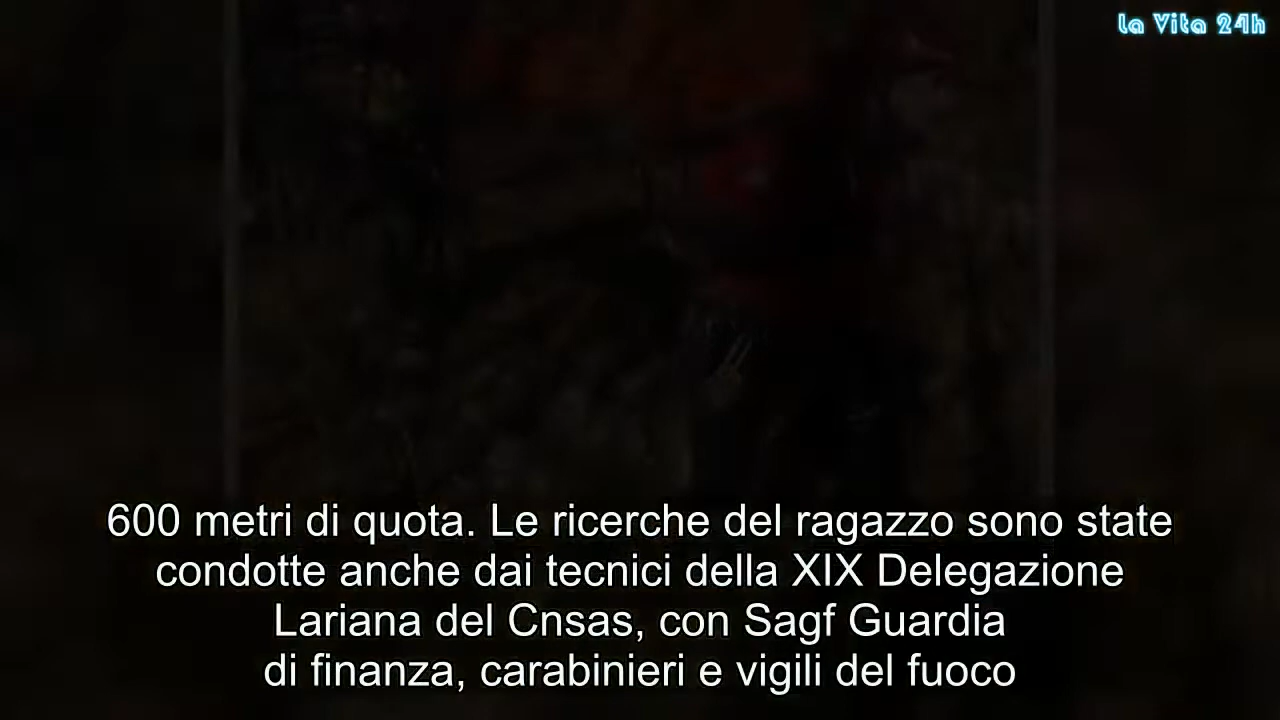 La Vita 24h
600 metri di quota. Le ricerche del ragazzo sono state
condotte anche dai tecnici della XIX Delegazione
Lariana del Cnsas, con Sagf Guardia
di finanza, carabinieri e vigili del fuoco